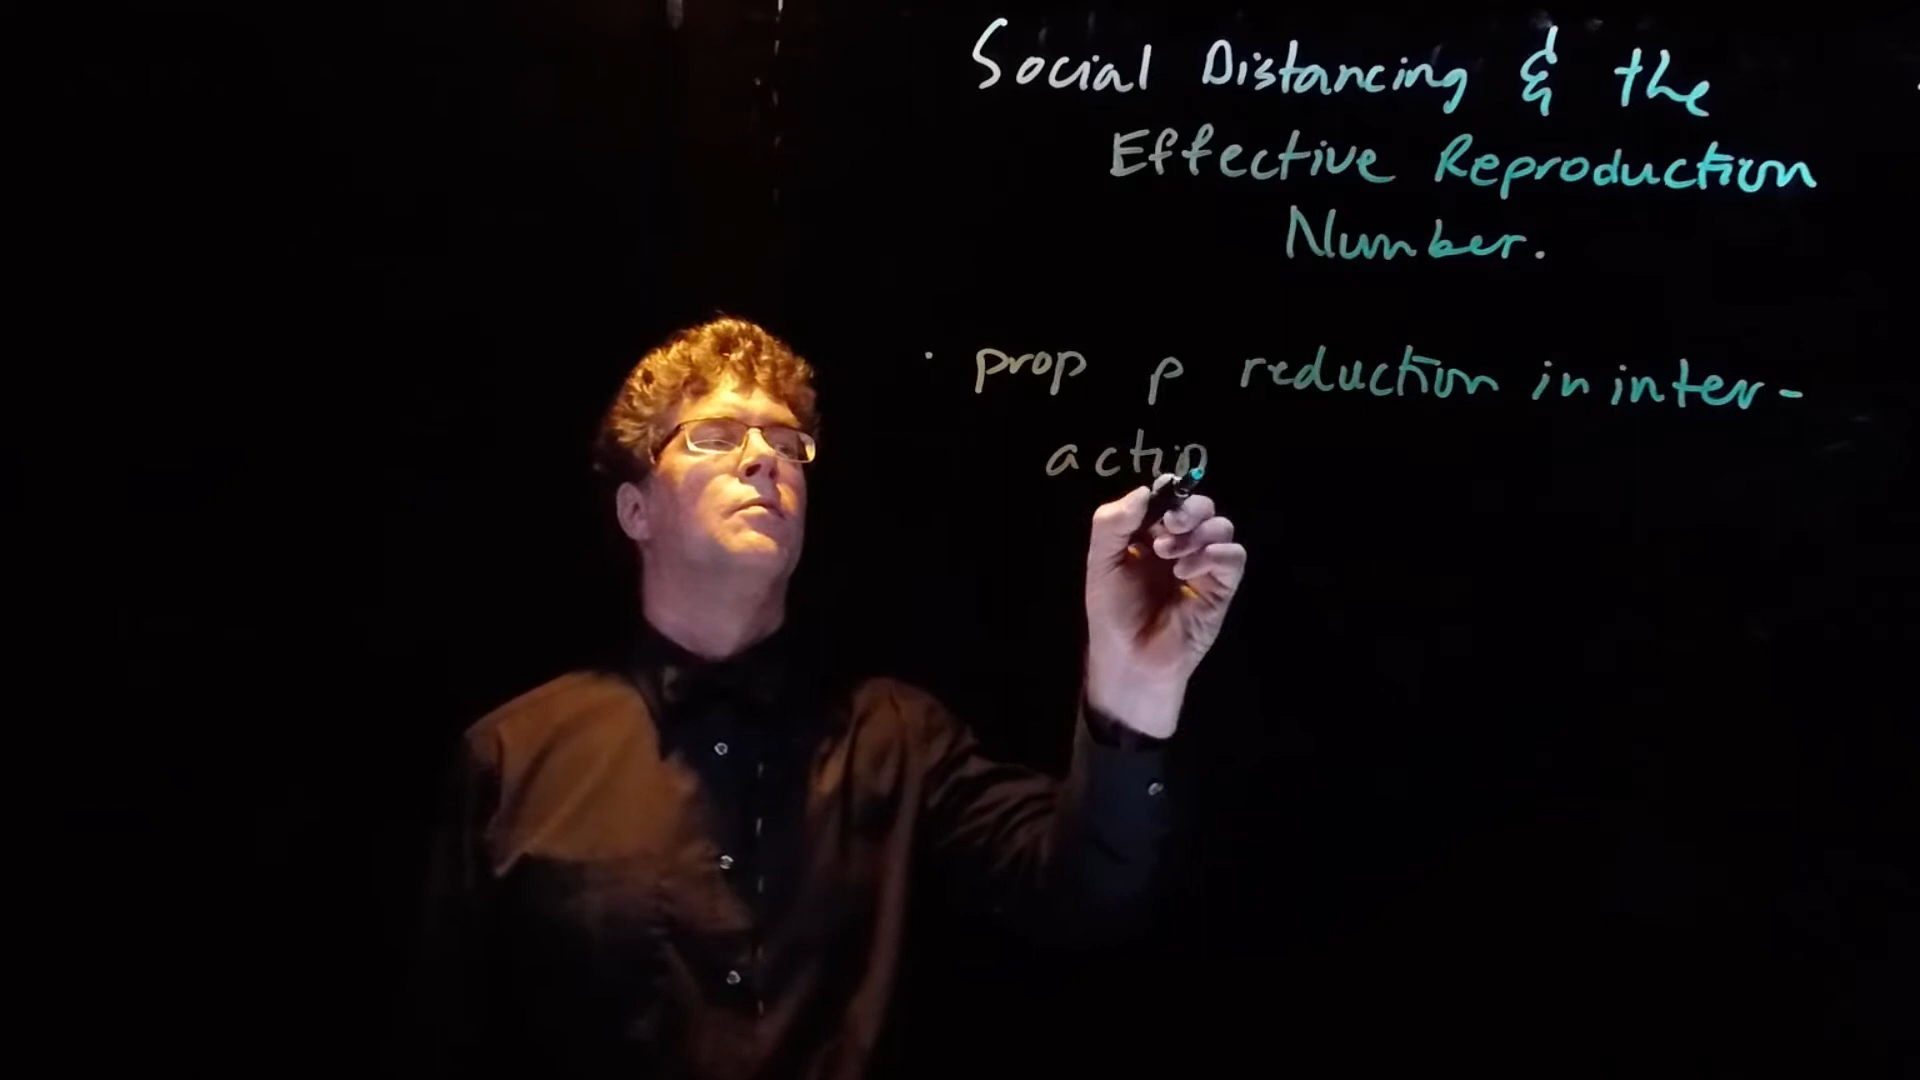 Social Distancing & the
Effective Reproduction
Number.
· prop p reduction in inter-
actio